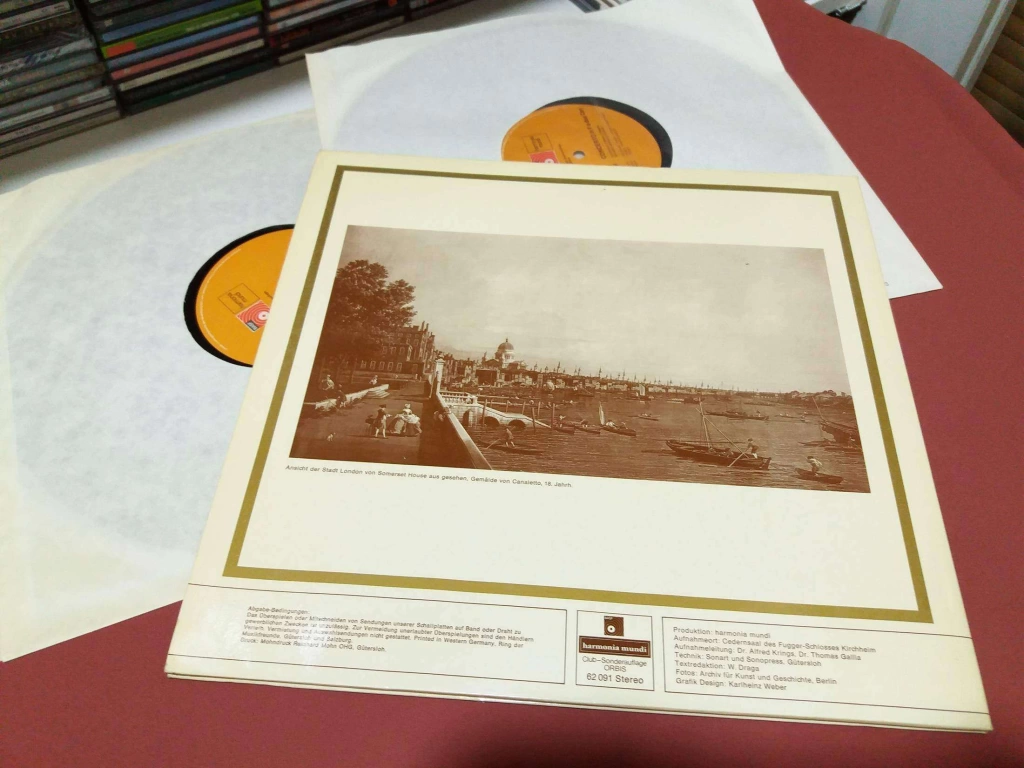 Ansicht der Stadt London von Somerset House aus gesehen, Gemälde von Canaletto, 18. Jahrh.
Abgabe-Bedingungen:
Das Überspielen oder Mitschneiden von Sendungen unserer Schallplatten auf Band oder Draht zu
gewerblichen Zwecken ist unzulässig. Zur Vermeidung unerlaubter Überspielungen sind den Händlern
Verleih, Vermietung und Auswahlsendungen nicht gestattet. Printed in Western Germany, Ring der
Musikfreunde, Gütersloh und Salzburg.
Druck: Mohndruck Reinhard Mohn OHG, Gütersloh.
harmonia mundi
Club-Sonderauflage
ORBIS
62 091 Stereo
Produktion: harmonia mundi
Aufnahmeort: Cedernsaal des Fugger-Schlosses Kirchheim
Aufnahmeleitung: Dr. Alfred Krings, Dr. Thomas Gallia
Technik: Sonart und Sonopress, Gütersloh
Textredaktion: W. Drags
Fotos: Archiv für Kunst und Geschichte, Berlin
Grafik Design: Karlheinz Weber